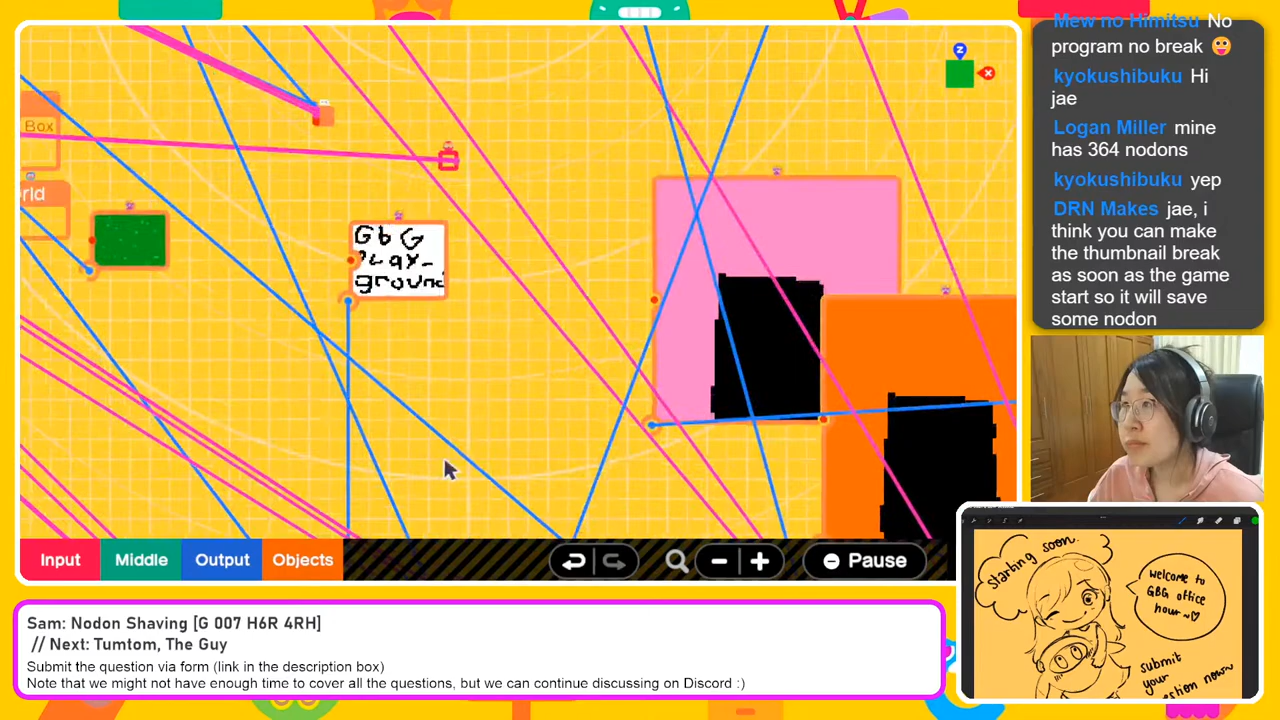 Mew no Himitsu No
program no break
kyokushibuku Hi
jae
Logan Miller mine
has 364 nodons
kyokushibuku yep
DRN Makes jae, i
think you can make
the thumbnail break
as soon as the game
start so it will save
some nodon
Box
rld
Z
X
GbG
Play-
ground
Input
Middle
Output
Objects
Pause
Sam: Nodon Shaving [G 007 H6R 4RH]
// Next: Tumtom, The Guy
Submit the question via form (link in the description box)
Note that we might not have enough time to cover all the questions, but we can continue discussing on Discord :)
starting soon.
welcome to
GBG office
hour ~
submit
your
estion now~